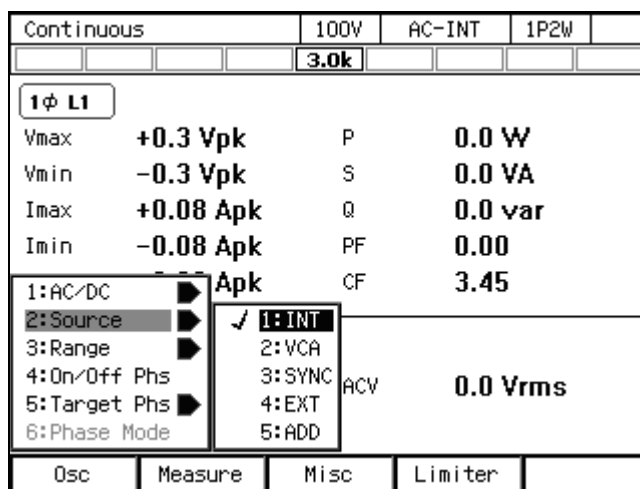 Continuous 100V AC-INT 1P2W
3.0k
1ϕ L1
Vmax +0.3 Vpk P 0.0 W
Vmin -0.3 Vpk S 0.0 VA
Imax +0.08 Apk Q 0.0 var
Imin -0.08 Apk PF 0.00
Apk CF 3.45
1:AC/DC
2:Source
3:Range
4:On/Off Phs
5:Target Phs
6:Phase Mode
✓ 1:INT
2:VCA
3:SYNC
4:EXT
5:ADD
ACV 0.0 Vrms
Osc Measure Misc Limiter